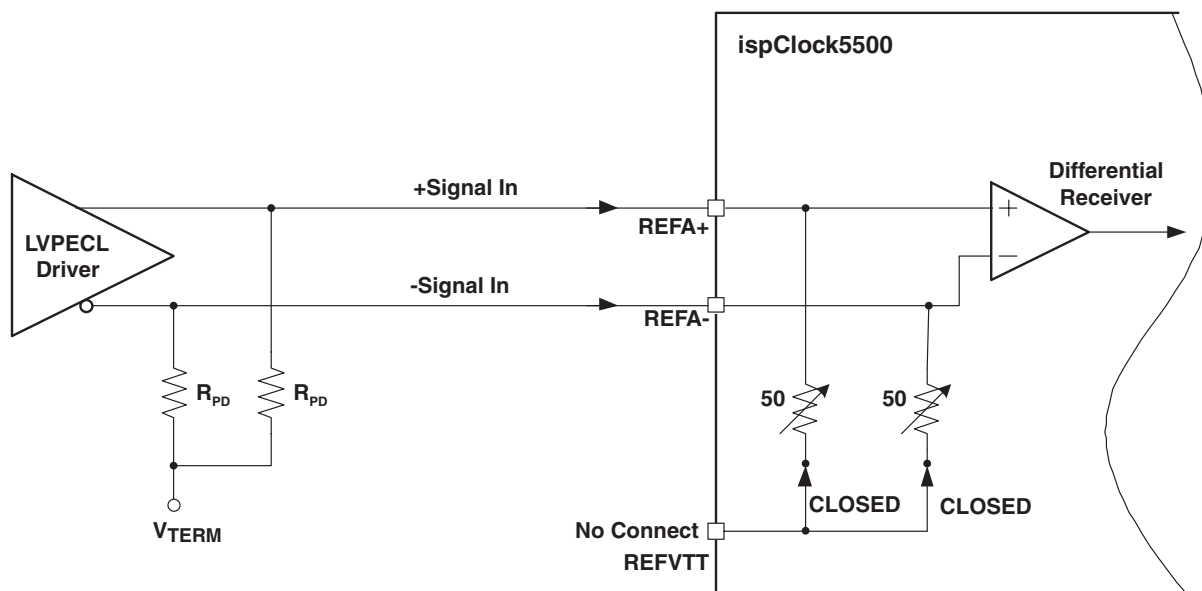 ispClock5500
Differential
Receiver
+Signal In
REFA+
+
LVPECL
Driver
-Signal In
REFA-
−
RPD
RPD
50
50
VTERM
CLOSED
CLOSED
No Connect
REFVTT